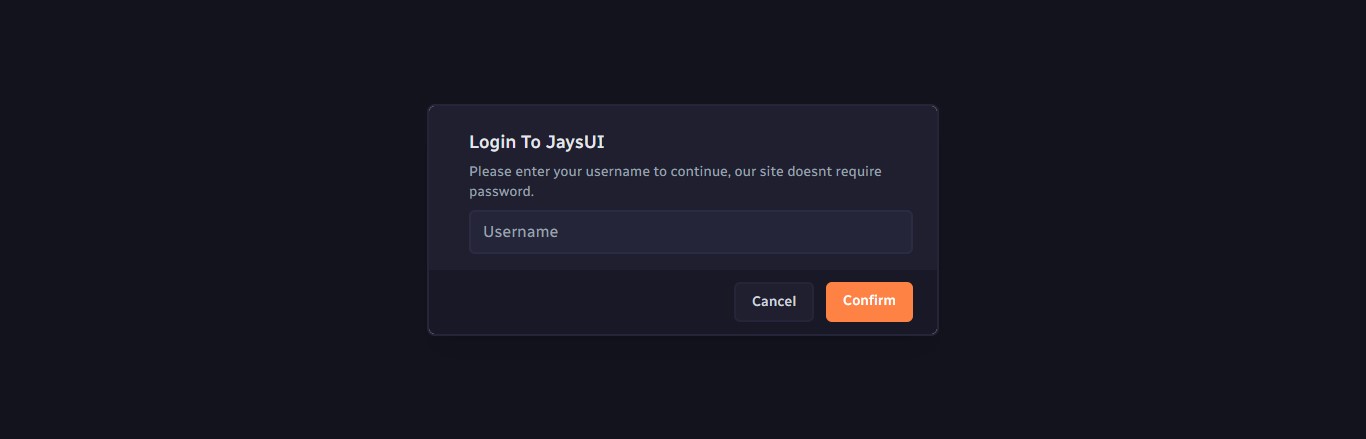 Login To JaysUI
Please enter your username to continue, our site doesnt require
password.
Username
Cancel
Confirm